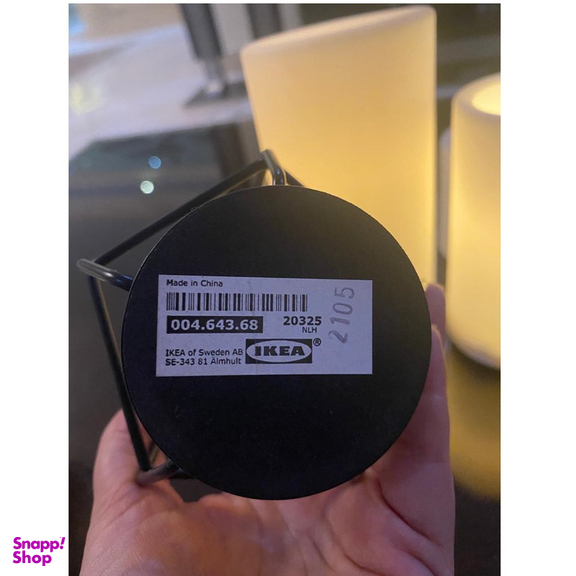 Made in China
004.643.68 20325
NLH
2105
IKEA of Sweden AB
SE-343 81 Älmhult
IKEA®
Snapp!
Shop